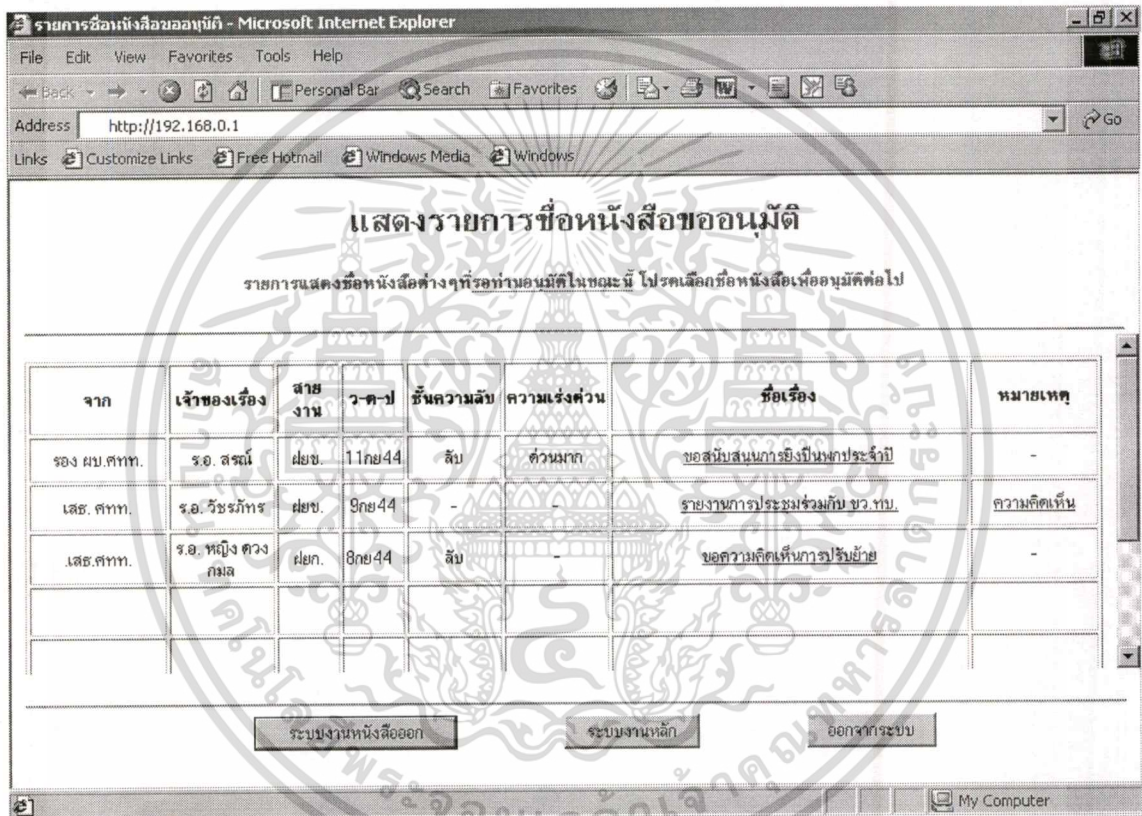 รายการชื่อหนังสือขออนุมัติ - Microsoft Internet Explorer
File Edit View Favorites Tools Help
Back Personal Bar Search Favorites
Address http://192.168.0.1 Go
Links Customize Links Free Hotmail Windows Media Windows
แสดงรายการชื่อหนังสือขออนุมัติ
รายการแสดงชื่อหนังสือต่างๆที่รอท่านอนุมัติในขณะนี้ โปรดเลือกชื่อหนังสือเพื่ออนุมัติต่อไป
จาก เจ้าของเรื่อง สายงาน ว-ด-ป ชั้นความลับ ความเร่งด่วน ชื่อเรื่อง หมายเหตุ
รอง ผบ.ศทท. ร.อ. สรณ์ ฝยข. 11กย44 ลับ ด่วนมาก ขอสนับสนุนการยิงปืนพกประจำปี -
เสธ. ศทท. ร.อ. วัชรภัทร ฝยข. 9กย44 - - รายงานการประชุมร่วมกับ ขว.ทบ. ความคิดเห็น
.เสธ.ศทท. ร.อ. หญิง ดวงกมล ฝยก. 8กย44 ลับ - ขอความคิดเห็นการปรับย้าย -
ระบบงานหนังสือออก ระบบงานหลัก ออกจากระบบ
My Computer